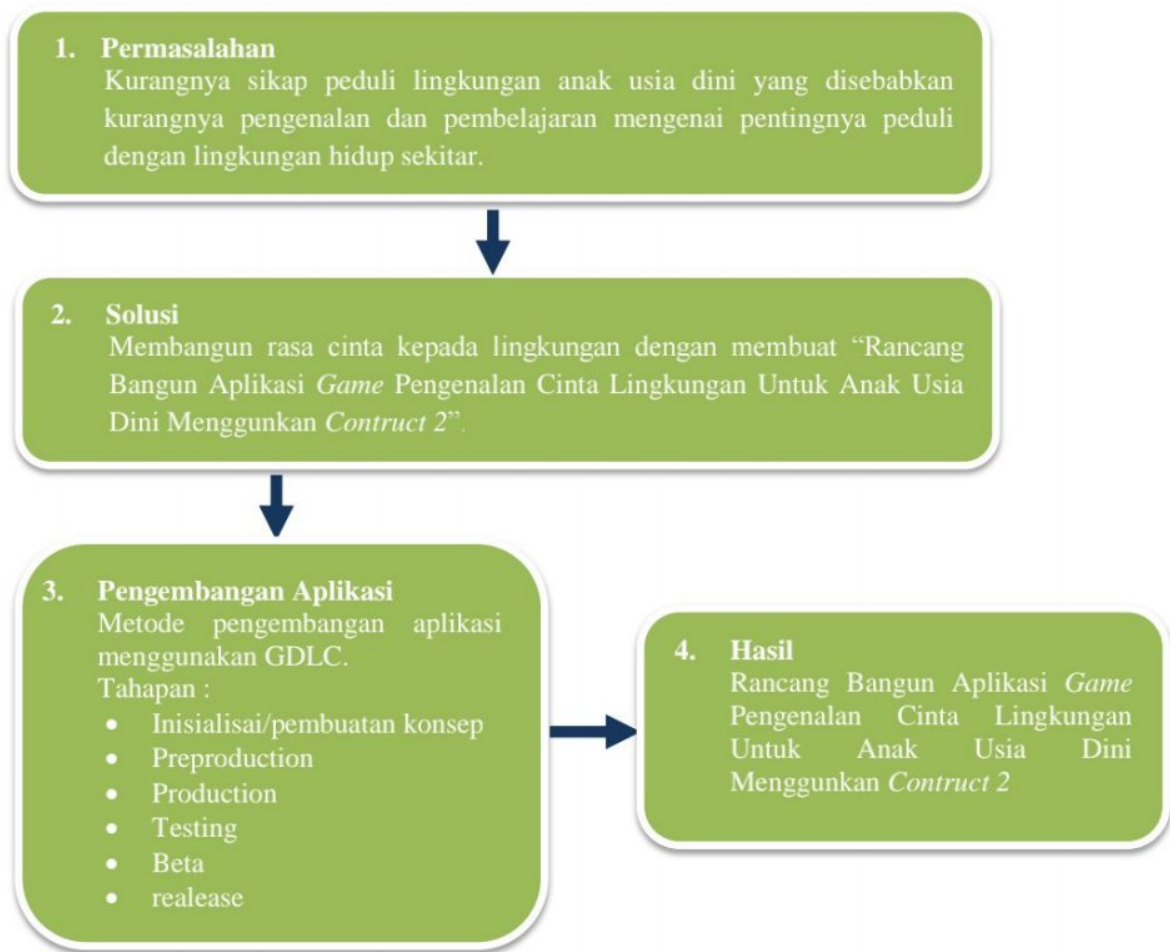 1. Permasalahan
Kurangnya sikap peduli lingkungan anak usia dini yang disebabkan
kurangnya pengenalan dan pembelajaran mengenai pentingnya peduli
dengan lingkungan hidup sekitar.
2. Solusi
Membangun rasa cinta kepada lingkungan dengan membuat “Rancang
Bangun Aplikasi Game Pengenalan Cinta Lingkungan Untuk Anak Usia
Dini Menggunkan Contruct 2”.
3. Pengembangan Aplikasi
Metode pengembangan aplikasi
menggunakan GDLC.
Tahapan :
• Inisialisai/pembuatan konsep
• Preproduction
• Production
• Testing
• Beta
• realease
4. Hasil
Rancang Bangun Aplikasi Game
Pengenalan Cinta Lingkungan
Untuk Anak Usia Dini
Menggunkan Contruct 2